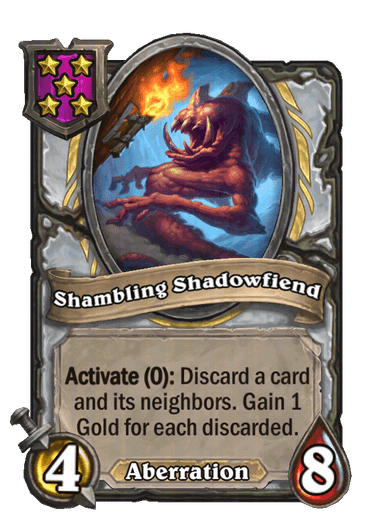 Shambling Shadowfiend
Activate (0): Discard a card
and its neighbors. Gain 1
Gold for each discarded.
4
Aberration
8